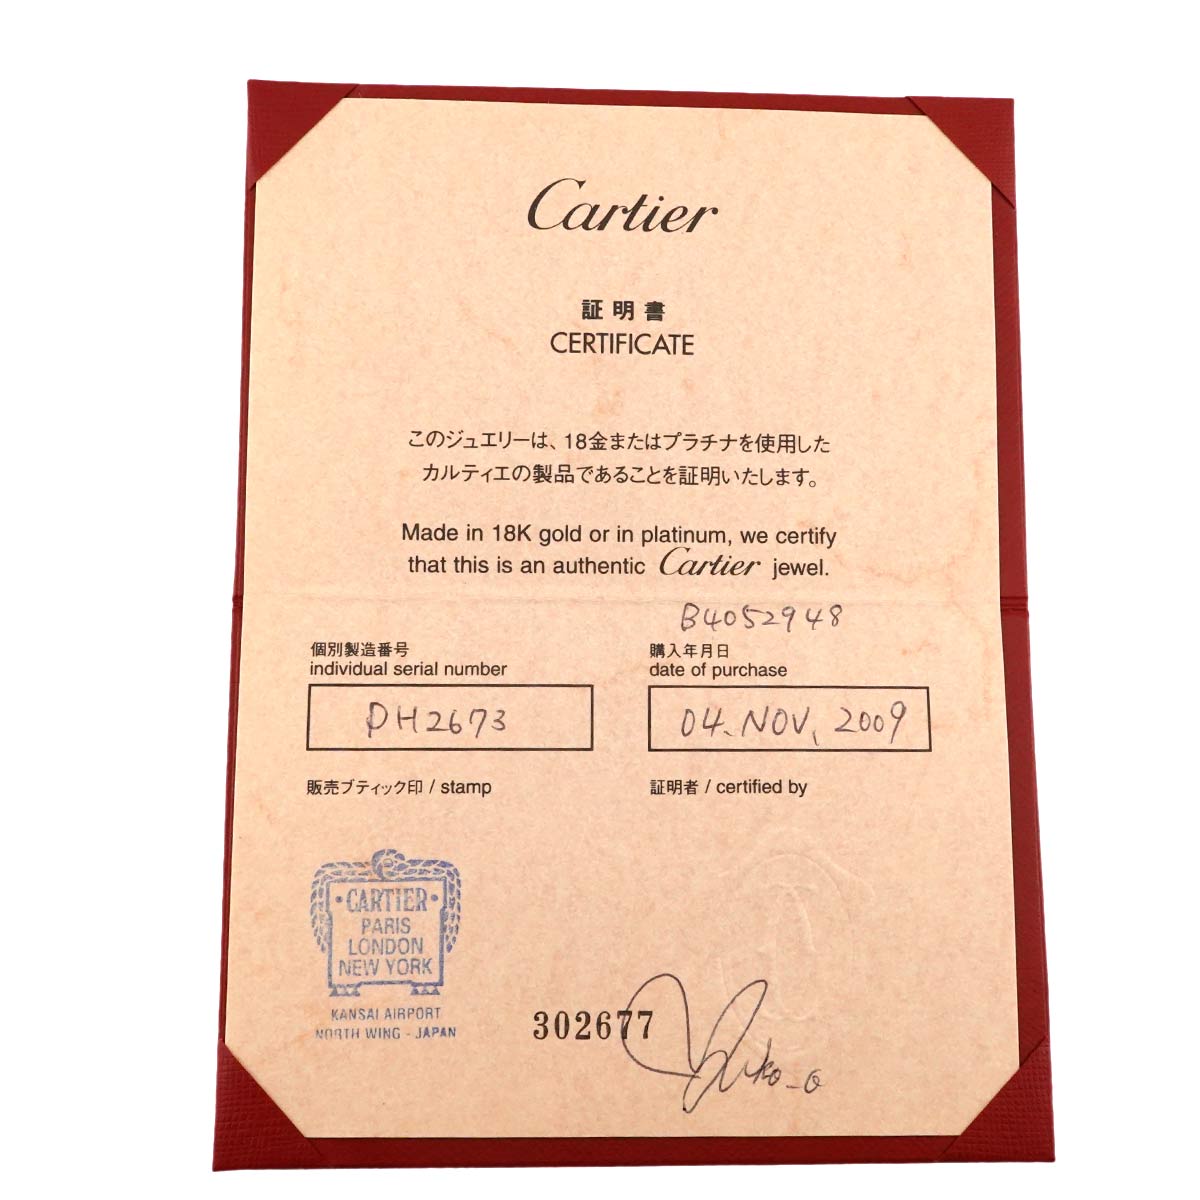 Cartier
証明書
CERTIFICATE
このジュエリーは、18金またはプラチナを使用した
カルティエの製品であることを証明いたします。
Made in 18K gold or in platinum, we certify
that this is an authentic Cartier jewel.
B4052948
個別製造番号
individual serial number
DH2673
購入年月日
date of purchase
04. NOV, 2009
販売ブティック印 / stamp
証明者 / certified by
CARTIER
PARIS
LONDON
NEW YORK
KANSAI AIRPORT
NORTH WING - JAPAN
302677